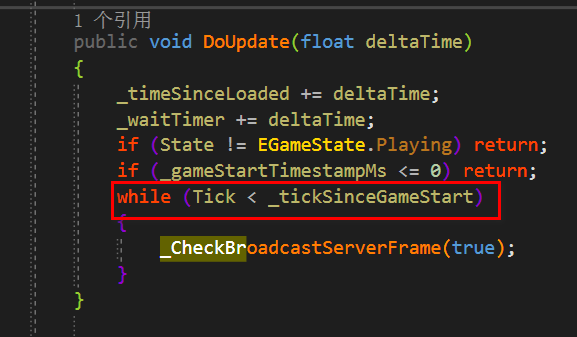 1 个引用
public void DoUpdate(float deltaTime)
{
_timeSinceLoaded += deltaTime;
_waitTimer += deltaTime;
if (State != EGameState.Playing) return;
if (_gameStartTimestampMs <= 0) return;
while (Tick < _tickSinceGameStart)
{
_CheckBroadcastServerFrame(true);
}
}